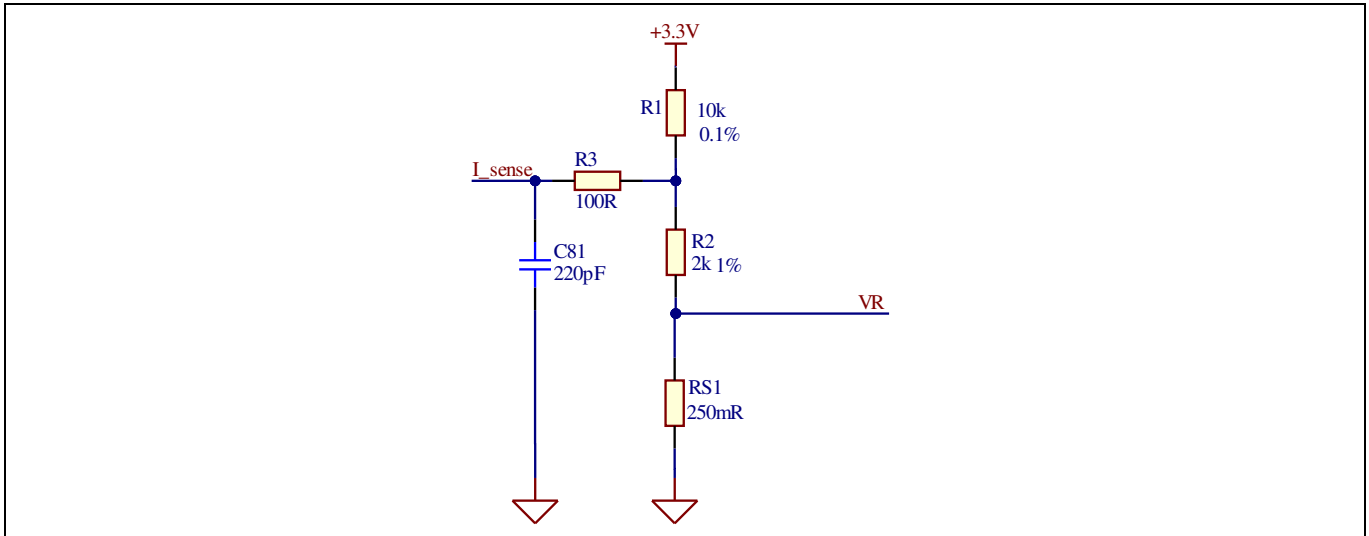 +3.3V
R1
10k
0.1%
I_sense
R3
100R
R2
2k 1%
C81
220pF
VR
RS1
250mR